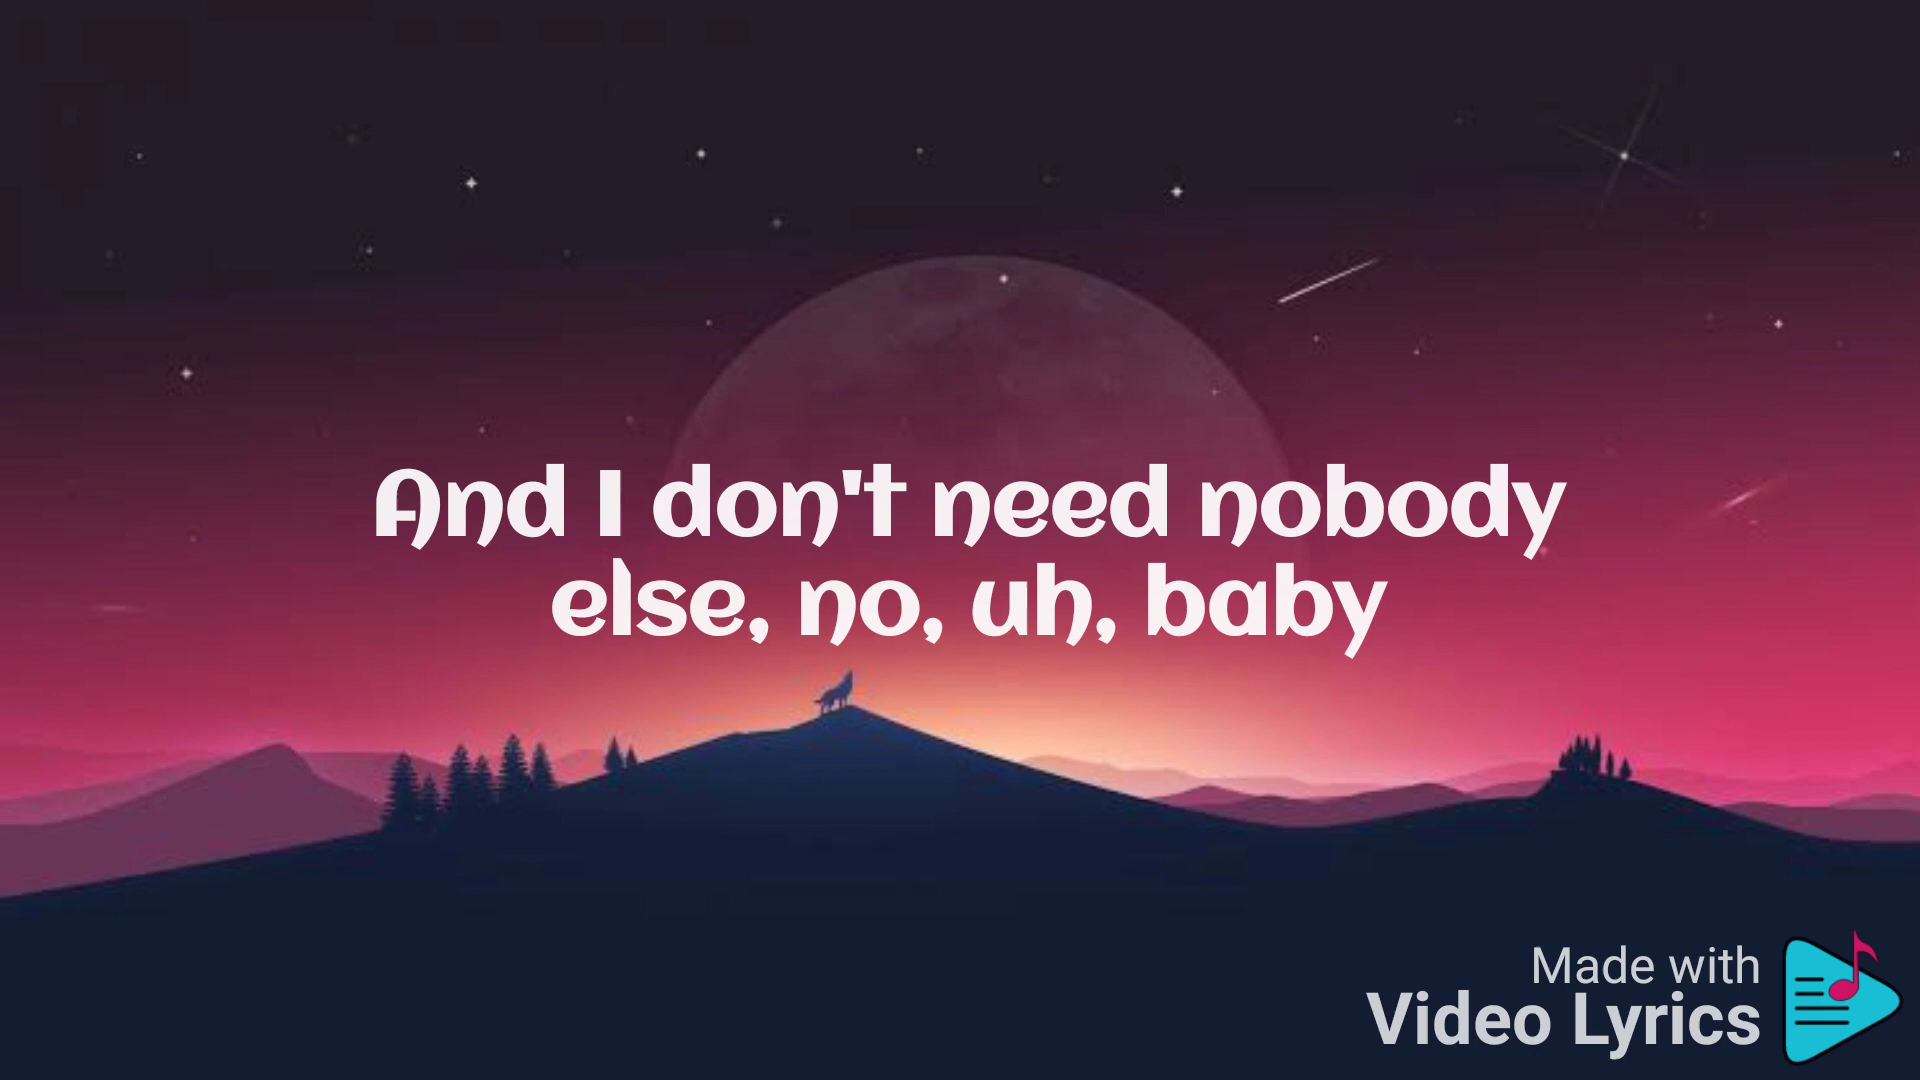 And I don't need nobody
else, no, uh, baby
Made with
Video Lyrics